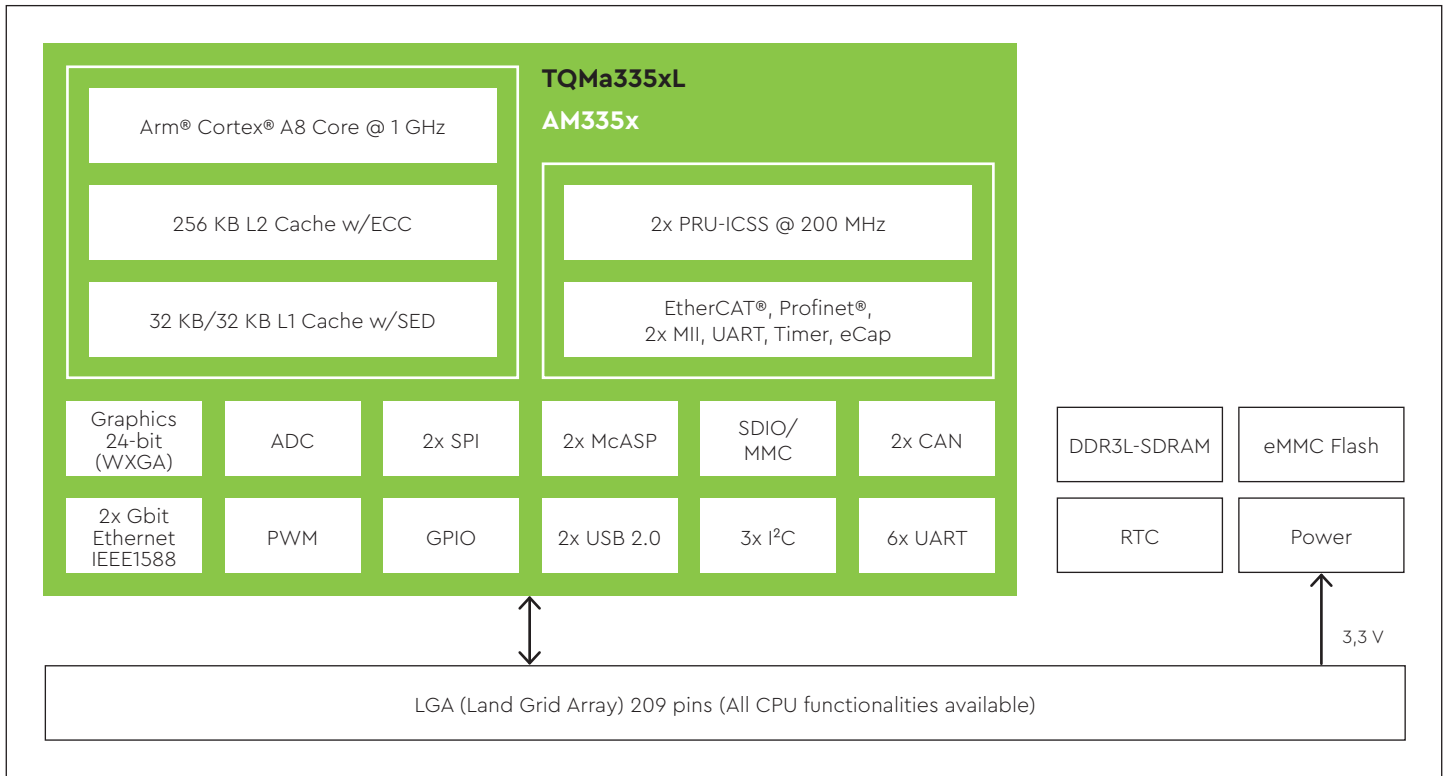 TQMa335xL
AM335x
Arm® Cortex® A8 Core @ 1 GHz
256 KB L2 Cache w/ECC
32 KB/32 KB L1 Cache w/SED
2x PRU-ICSS @ 200 MHz
EtherCAT®, Profinet®,
2x MII, UART, Timer, eCap
Graphics
24-bit
(WXGA)
ADC
2x SPI
2x McASP
SDIO/
MMC
2x CAN
DDR3L-SDRAM
eMMC Flash
2x Gbit
Ethernet
IEEE1588
PWM
GPIO
2x USB 2.0
3x I²C
6x UART
RTC
Power
3,3 V
LGA (Land Grid Array) 209 pins (All CPU functionalities available)